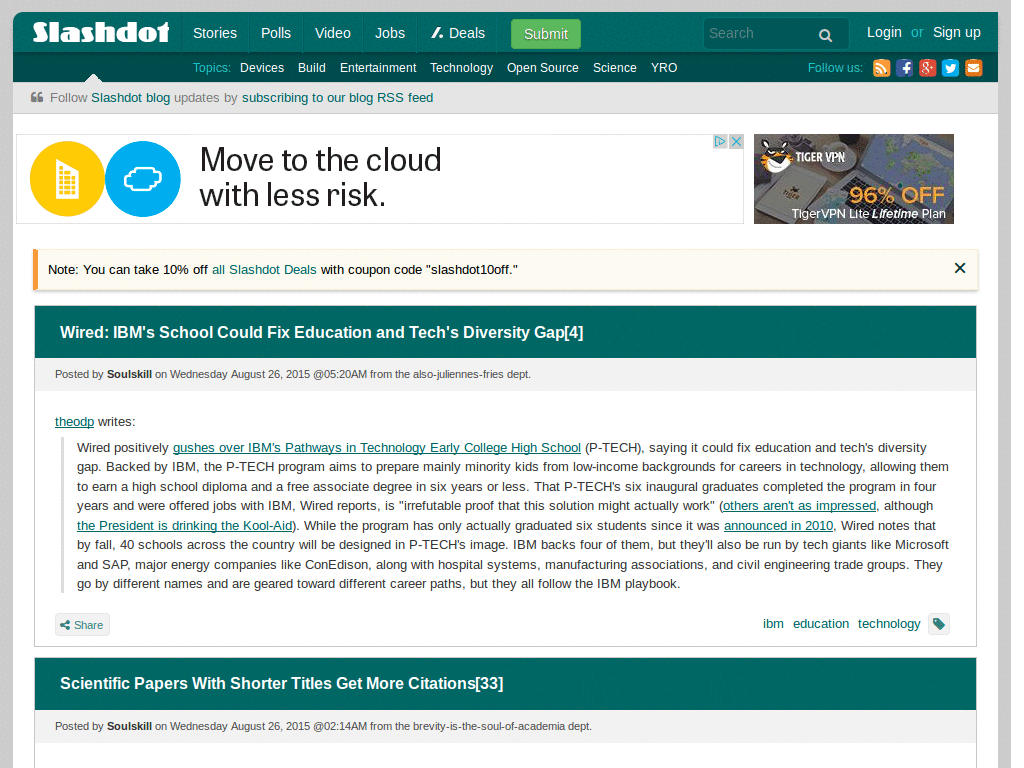 Slashdot Stories Polls Video Jobs Deals Submit Search Login or Sign up
Topics: Devices Build Entertainment Technology Open Source Science YRO Follow us:
Follow Slashdot blog updates by subscribing to our blog RSS feed
Move to the cloud
with less risk.
TIGER VPN
96% OFF
TigerVPN Lite Lifetime Plan
Note: You can take 10% off all Slashdot Deals with coupon code "slashdot10off."
Wired: IBM's School Could Fix Education and Tech's Diversity Gap[4]
Posted by Soulskill on Wednesday August 26, 2015 @05:20AM from the also-juliennes-fries dept.
theodp writes:
Wired positively gushes over IBM's Pathways in Technology Early College High School (P-TECH), saying it could fix education and tech's diversity
gap. Backed by IBM, the P-TECH program aims to prepare mainly minority kids from low-income backgrounds for careers in technology, allowing them
to earn a high school diploma and a free associate degree in six years or less. That P-TECH's six inaugural graduates completed the program in four
years and were offered jobs with IBM, Wired reports, is "irrefutable proof that this solution might actually work" (others aren't as impressed, although
the President is drinking the Kool-Aid). While the program has only actually graduated six students since it was announced in 2010, Wired notes that
by fall, 40 schools across the country will be designed in P-TECH's image. IBM backs four of them, but they'll also be run by tech giants like Microsoft
and SAP, major energy companies like ConEdison, along with hospital systems, manufacturing associations, and civil engineering trade groups. They
go by different names and are geared toward different career paths, but they all follow the IBM playbook.
Share ibm education technology
Scientific Papers With Shorter Titles Get More Citations[33]
Posted by Soulskill on Wednesday August 26, 2015 @02:14AM from the brevity-is-the-soul-of-academia dept.